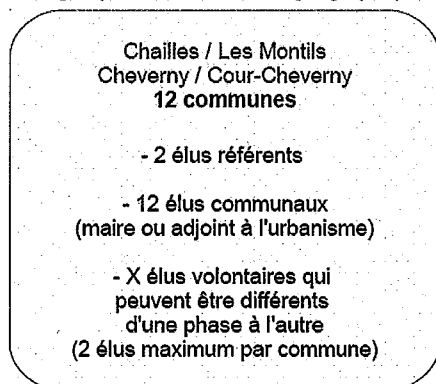 Chailles / Les Montils
Cheverny / Cour-Cheverny
12 communes
- 2 élus référents
- 12 élus communaux
(maire ou adjoint à l'urbanisme)
- X élus volontaires qui
peuvent être différents
d'une phase à l'autre
(2 élus maximum par commune)